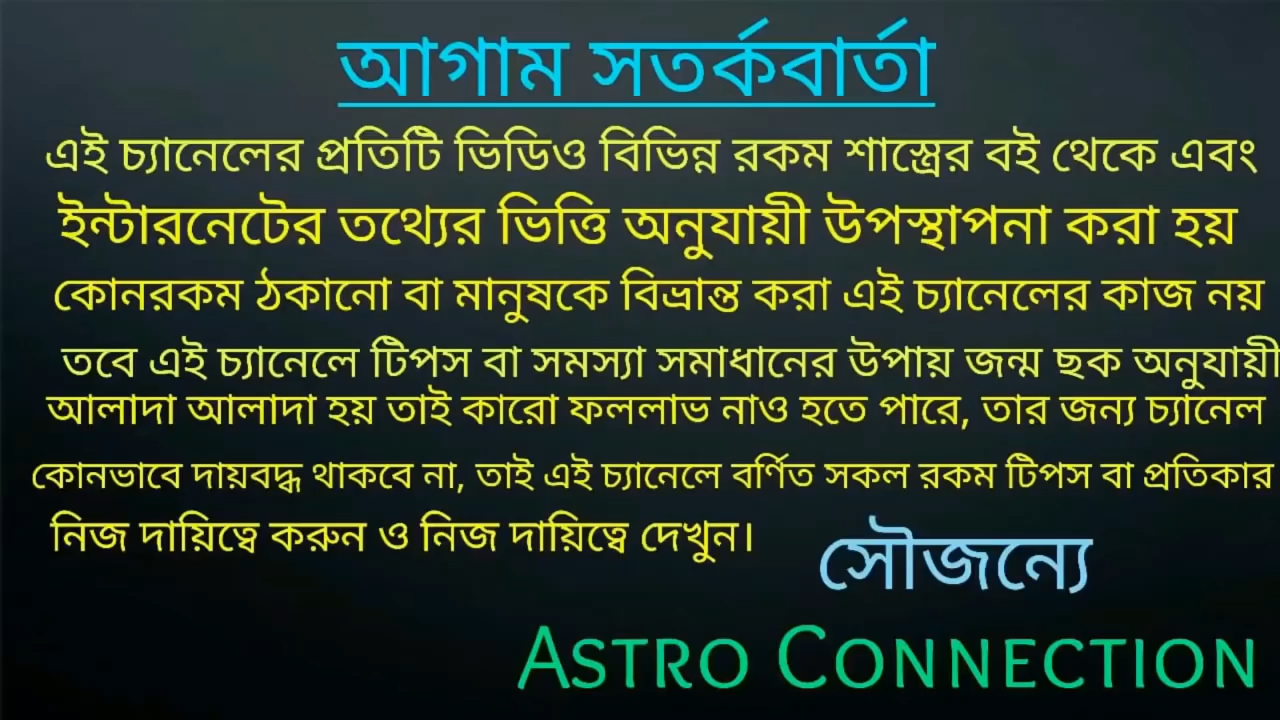 আগাম সতর্কবার্তা
এই চ্যানেলের প্রতিটি ভিডিও বিভিন্ন রকম শাস্ত্রের বই থেকে এবং
ইন্টারনেটের তথ্যের ভিত্তি অনুযায়ী উপস্থাপনা করা হয়
কোনরকম ঠকানো বা মানুষকে বিভ্রান্ত করা এই চ্যানেলের কাজ নয়
তবে এই চ্যানেলে টিপস বা সমস্যা সমাধানের উপায় জন্ম ছক অনুযায়ী
আলাদা আলাদা হয় তাই কারো ফললাভ নাও হতে পারে, তার জন্য চ্যানেল
কোনভাবে দায়বদ্ধ থাকবে না, তাই এই চ্যানেলে বর্ণিত সকল রকম টিপস বা প্রতিকার
নিজ দায়িত্বে করুন ও নিজ দায়িত্বে দেখুন।
সৌজন্যে
ASTRO CONNECTION